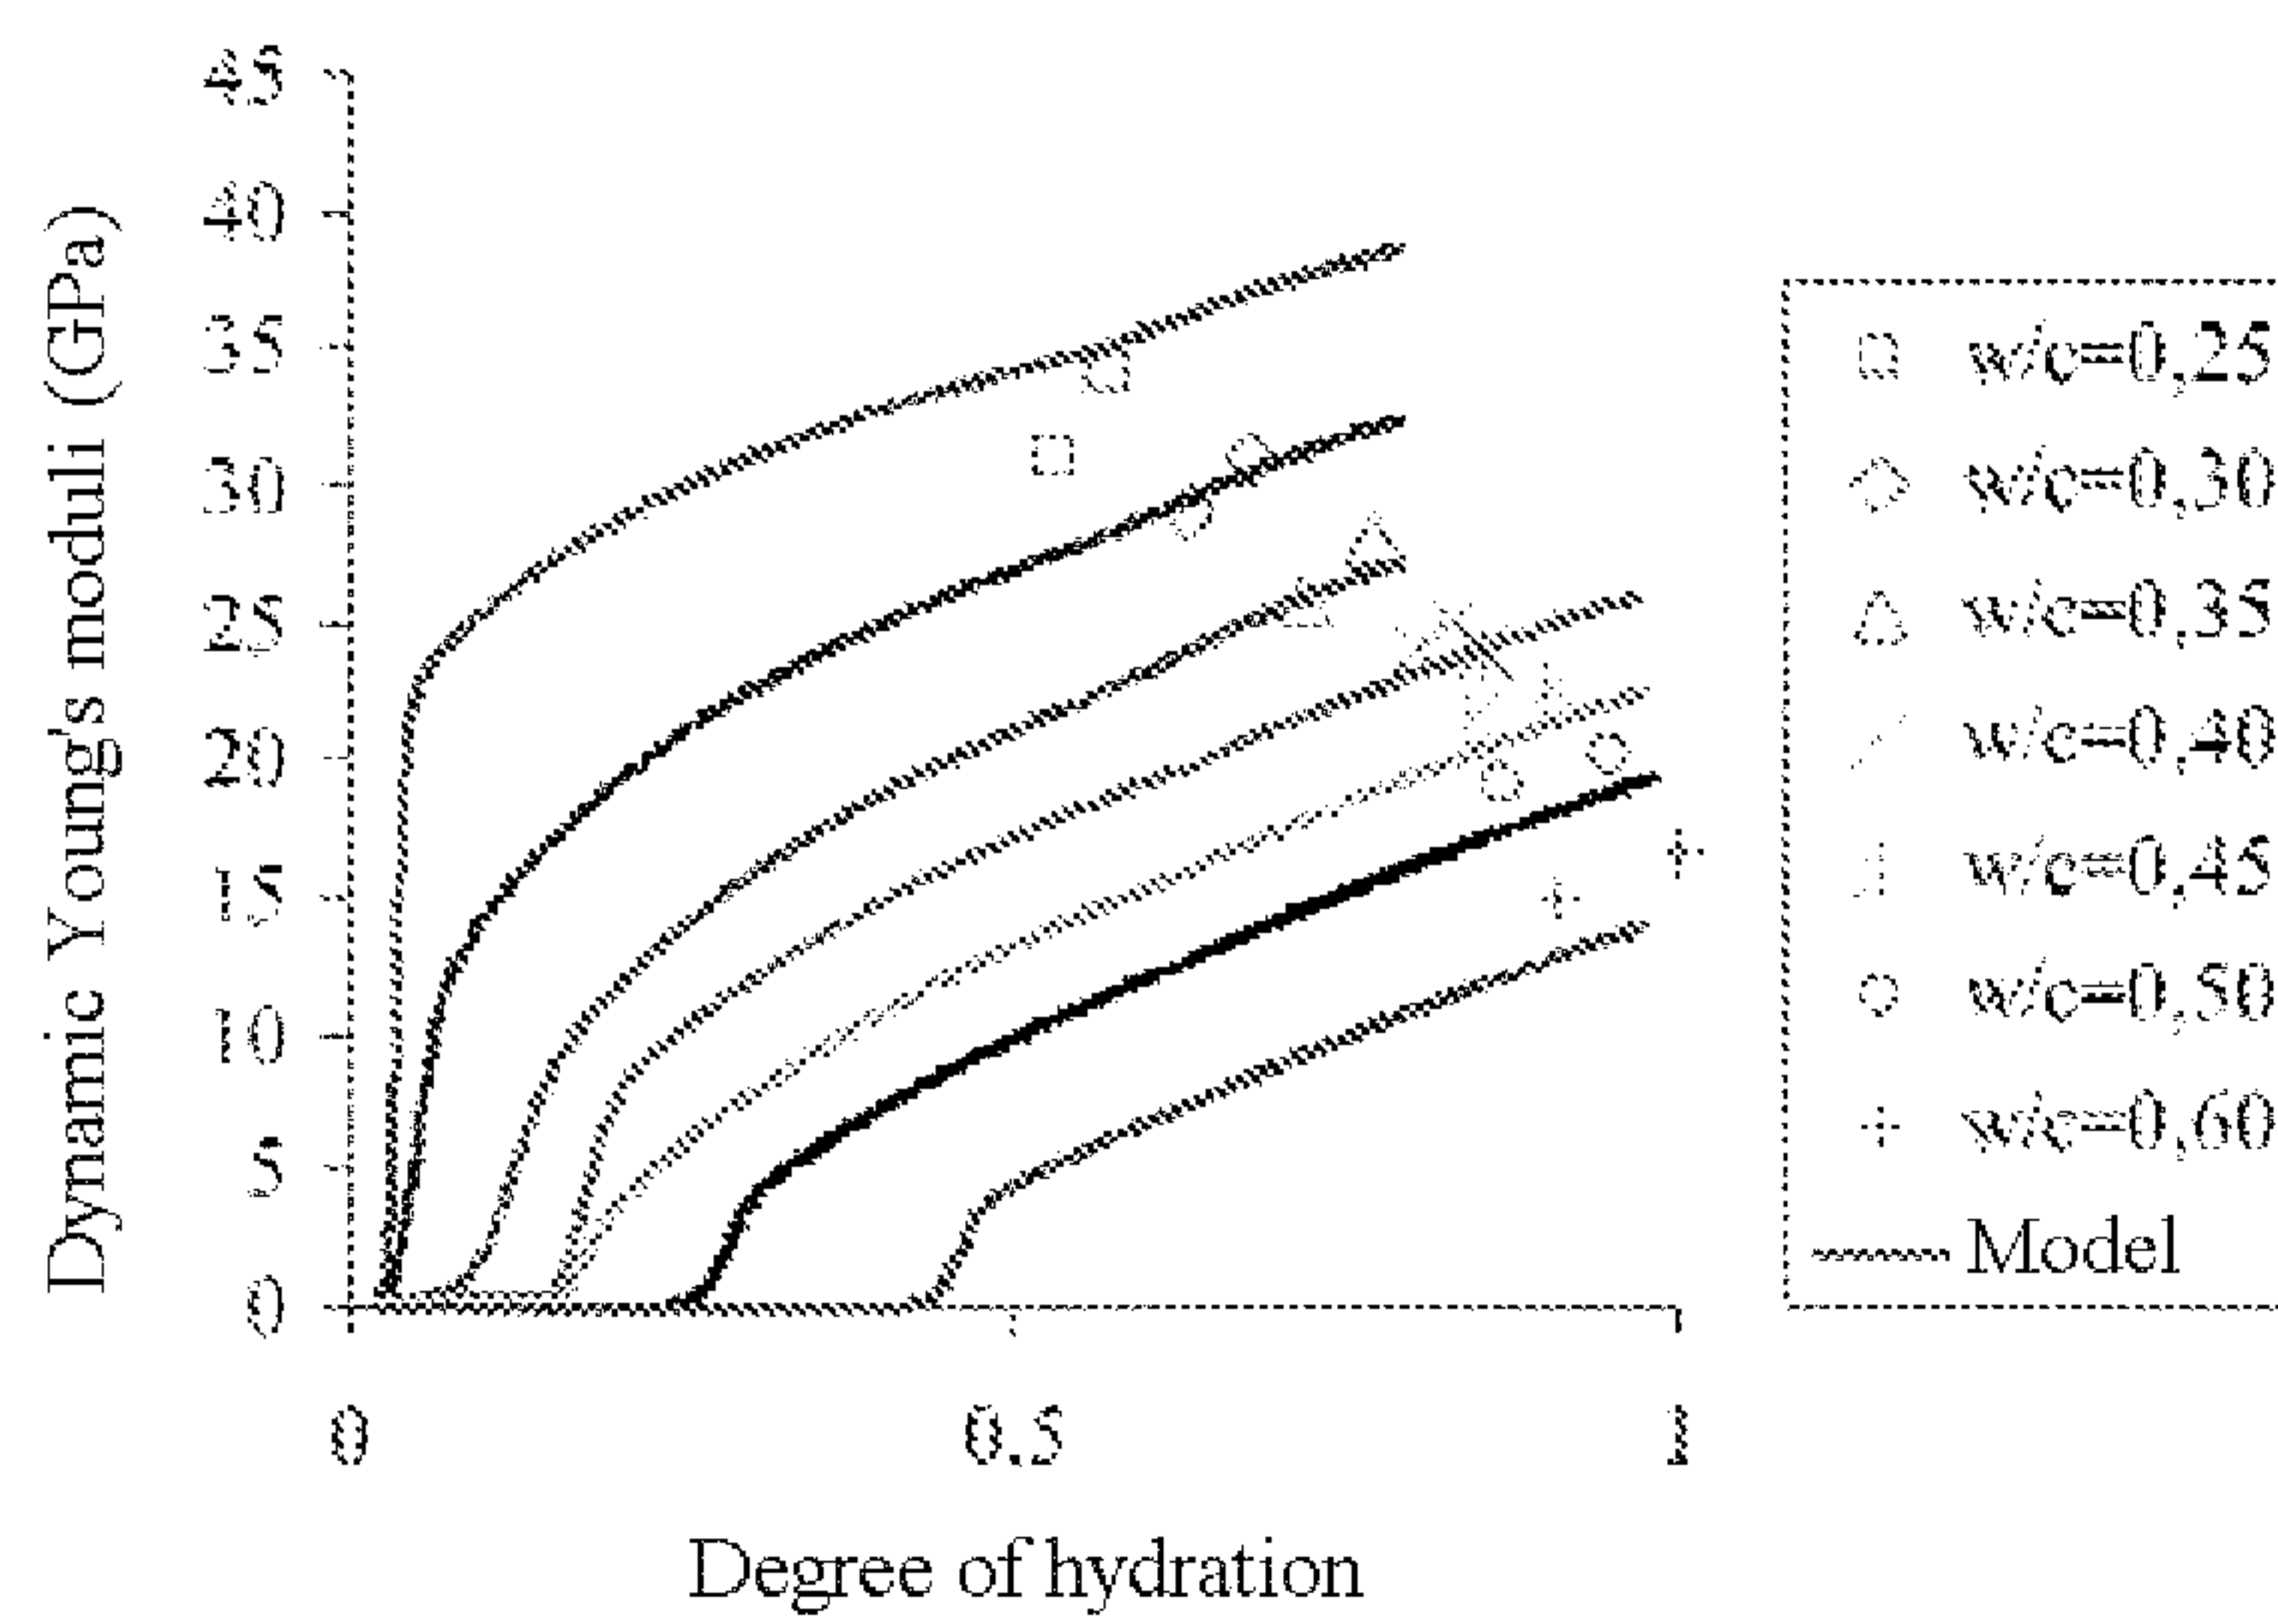 Dynamic Young's moduli (GPa)
45
40
35
30
25
20
15
10
5
0
0 0.5 1
Degree of hydration
w/c=0,25
w/c=0,30
w/c=0,35
w/c=0,40
w/c=0,45
w/c=0,50
w/c=0,60
Model